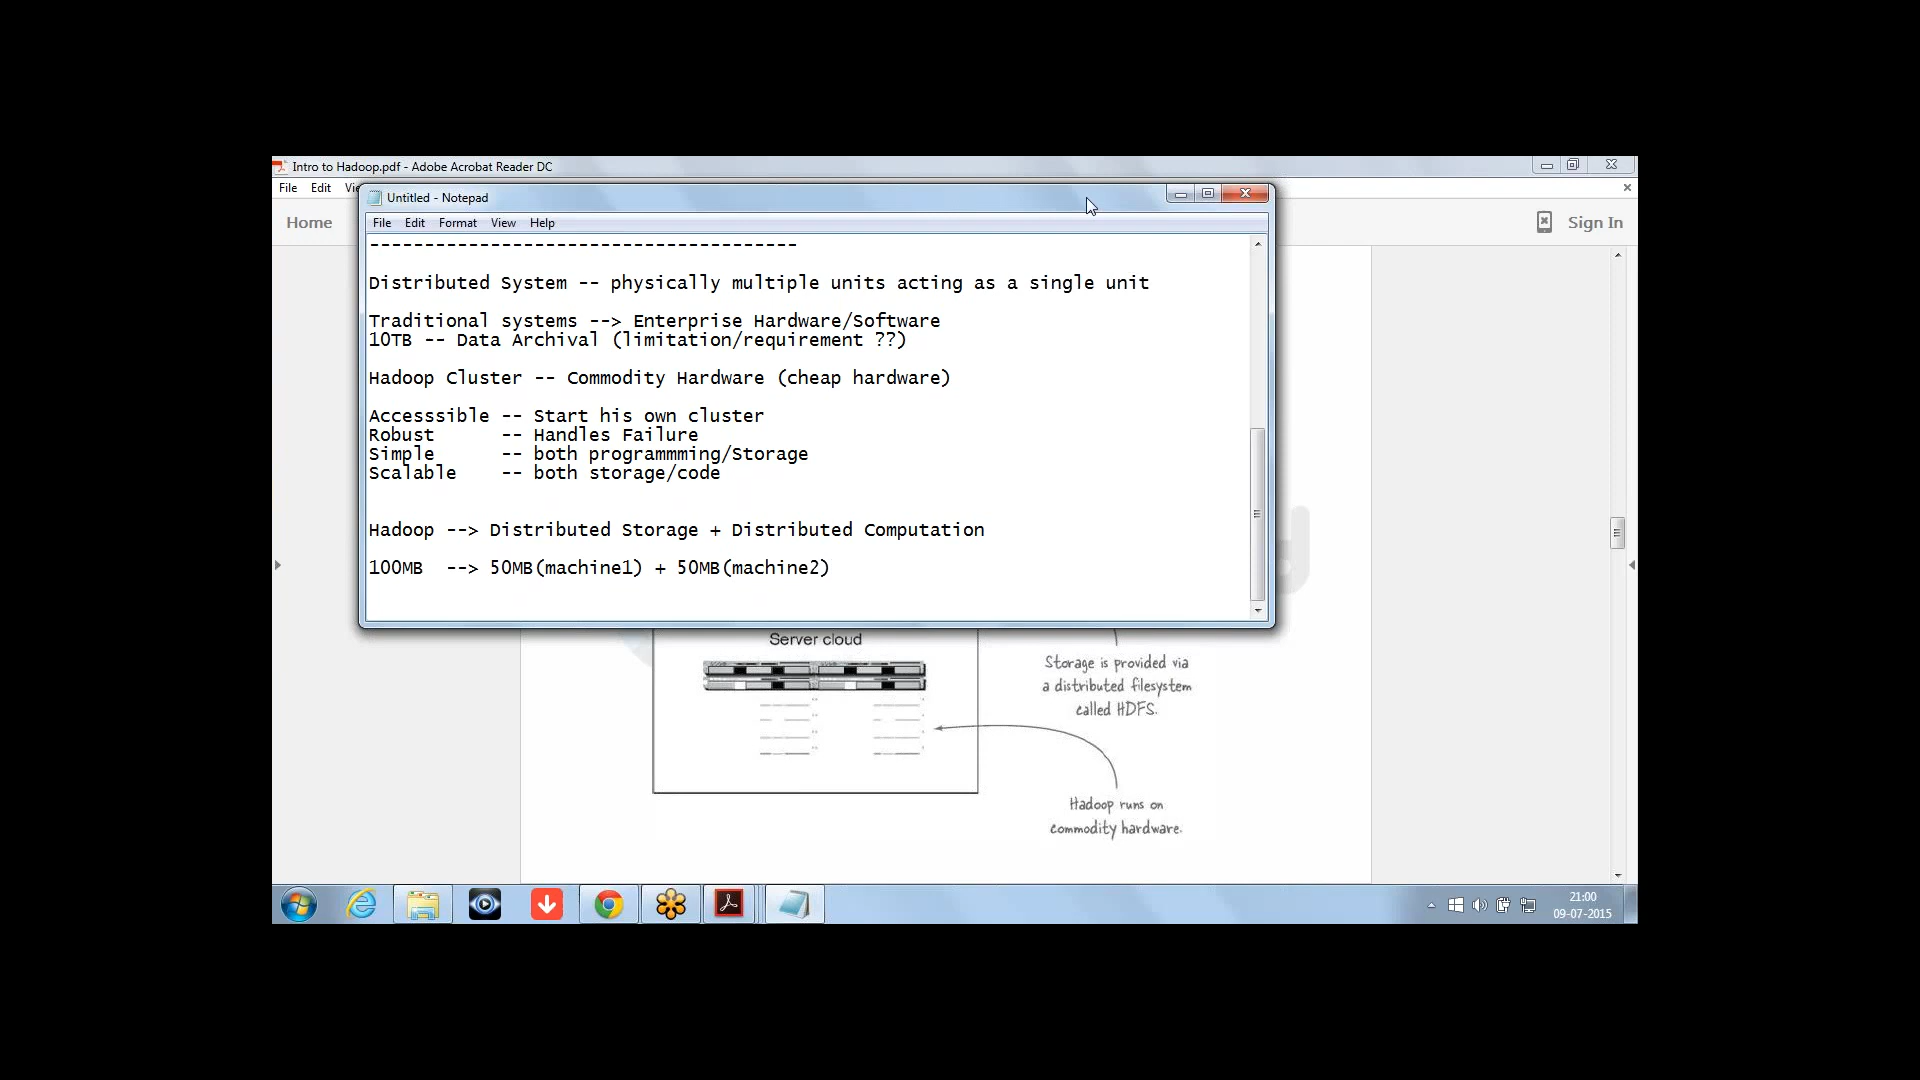 Intro to Hadoop.pdf - Adobe Acrobat Reader DC
File Edit
Home
Sign In
Untitled - Notepad
File Edit Format View Help
---------------------------------------
Distributed System -- physically multiple units acting as a single unit
Traditional systems --> Enterprise Hardware/Software
10TB -- Data Archival (limitation/requirement ??)
Hadoop Cluster -- Commodity Hardware (cheap hardware)
Accesssible -- Start his own cluster
Robust -- Handles Failure
Simple -- both programmming/Storage
Scalable -- both storage/code
Hadoop --> Distributed Storage + Distributed Computation
100MB --> 50MB(machine1) + 50MB(machine2)
Server cloud
Storage is provided via
a distributed filesystem
called HDFS.
Hadoop runs on
commodity hardware.
21:00
09-07-2015